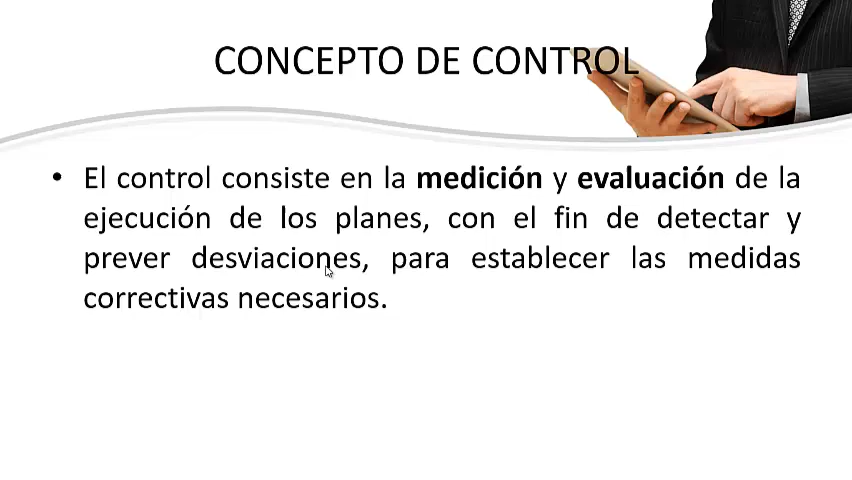 CONCEPTO DE CONTROL
• El control consiste en la medición y evaluación de la
ejecución de los planes, con el fin de detectar y
prever desviaciones, para establecer las medidas
correctivas necesarios.